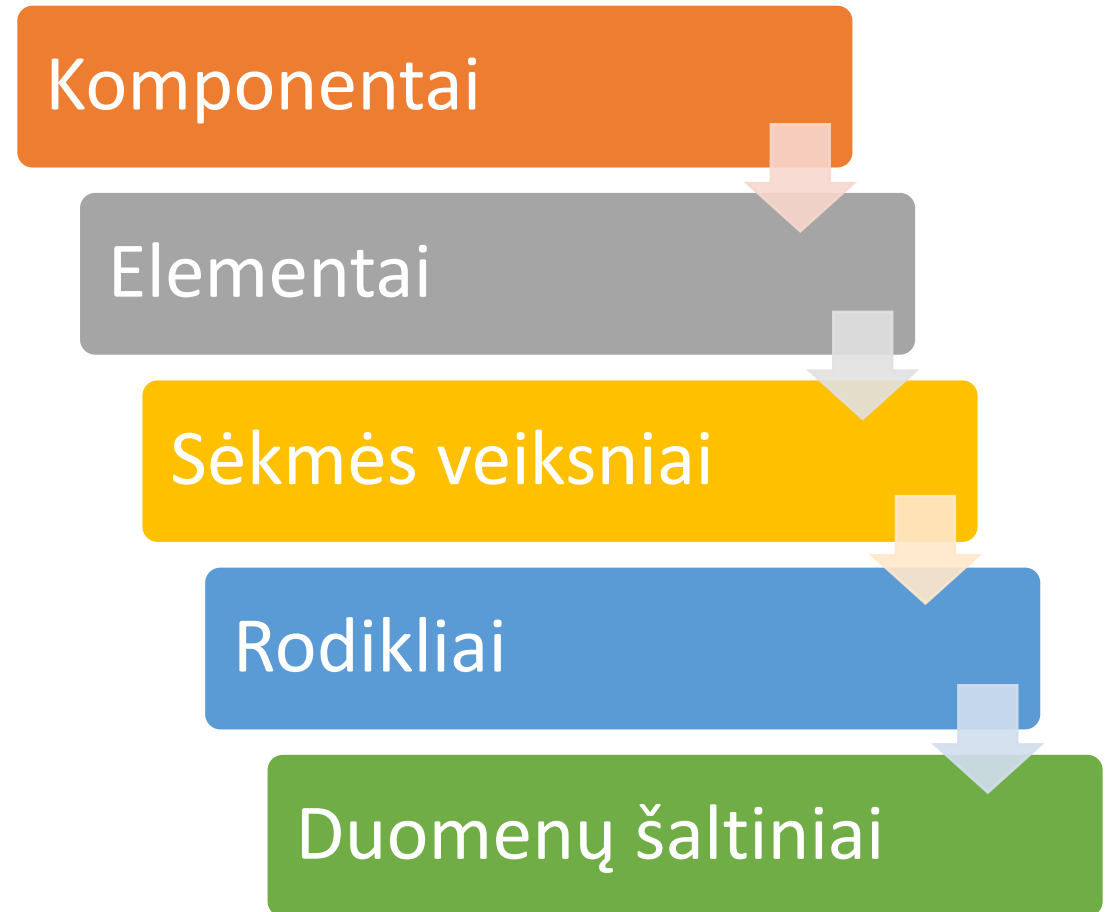 Komponentai
Elementai
Sėkmės veiksniai
Rodikliai
Duomenų šaltiniai